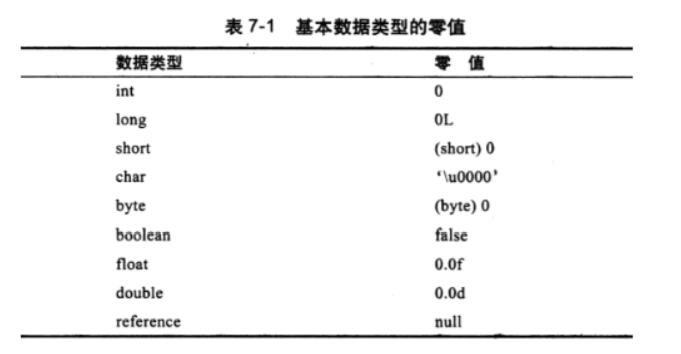 表 7-1 基本数据类型的零值
数据类型 零 值
int 0
long 0L
short (short) 0
char ‘\u0000’
byte (byte) 0
boolean false
float 0.0f
double 0.0d
reference null